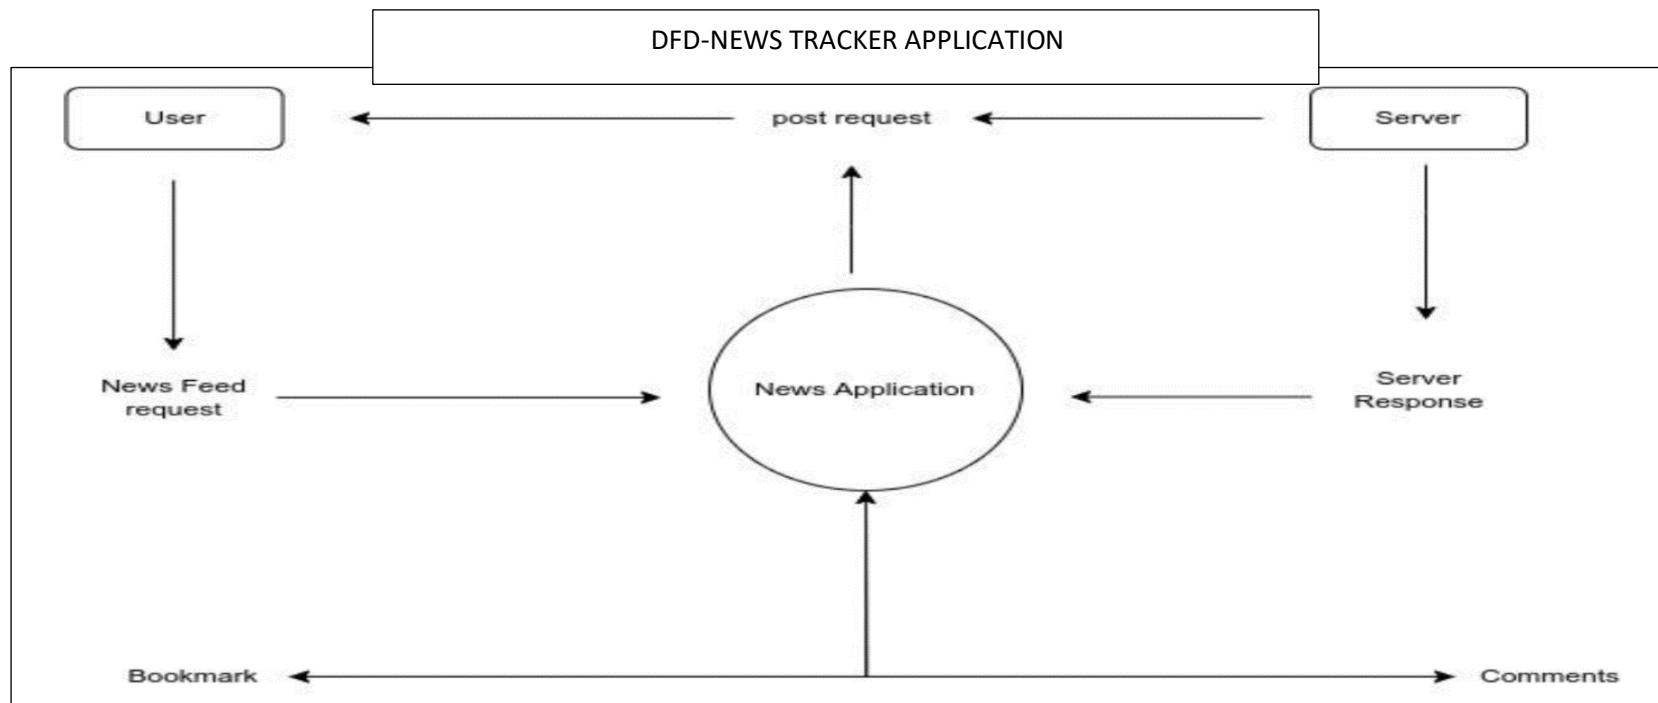 DFD-NEWS TRACKER APPLICATION
User
post request
Server
News Feed
request
News Application
Server
Response
Bookmark
Comments